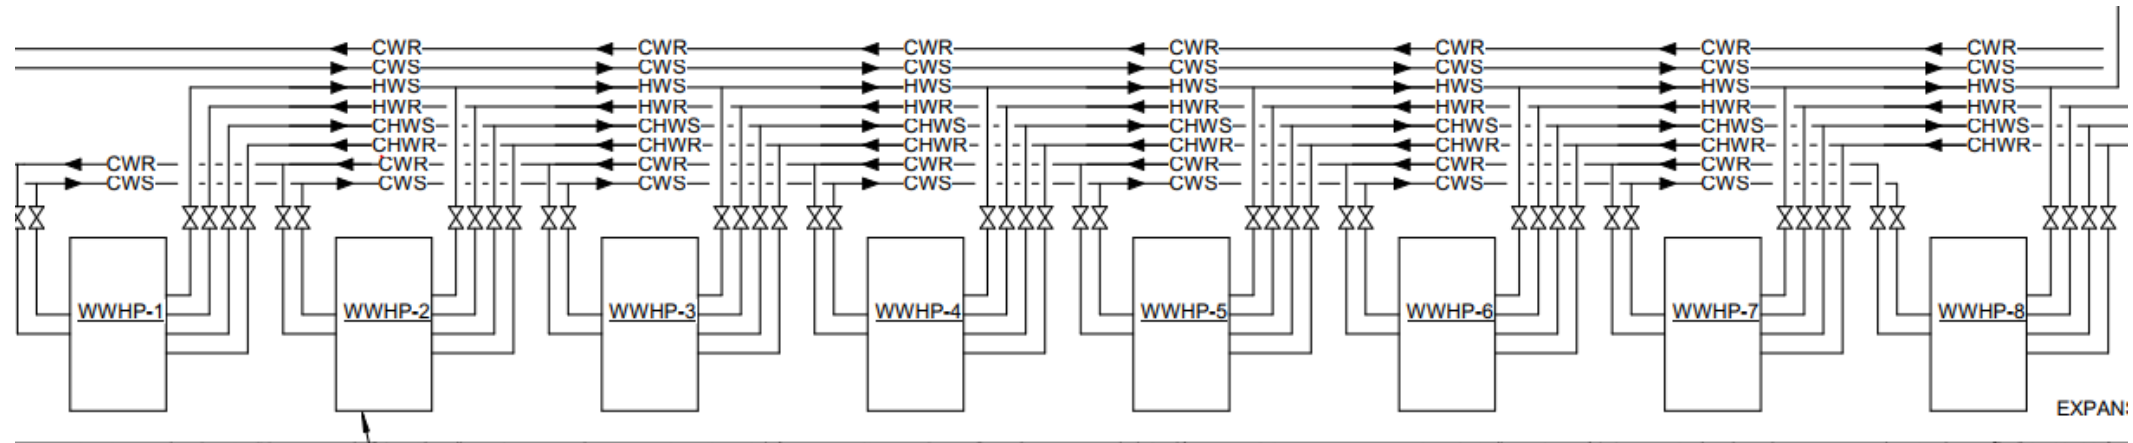 CWR CWR CWR CWR CWR CWR CWR
CWS CWS CWS CWS CWS CWS CWS
HWS HWS HWS HWS HWS HWS HWS
HWR HWR HWR HWR HWR HWR HWR
CHWS CHWS CHWS CHWS CHWS CHWS CHWS
CHWR CHWR CHWR CHWR CHWR CHWR CHWR
CWR CWR CWR CWR CWR CWR CWR
CWS CWS CWS CWS CWS CWS CWS
WWHP-1 WWHP-2 WWHP-3 WWHP-4 WWHP-5 WWHP-6 WWHP-7 WWHP-8
EXPANS